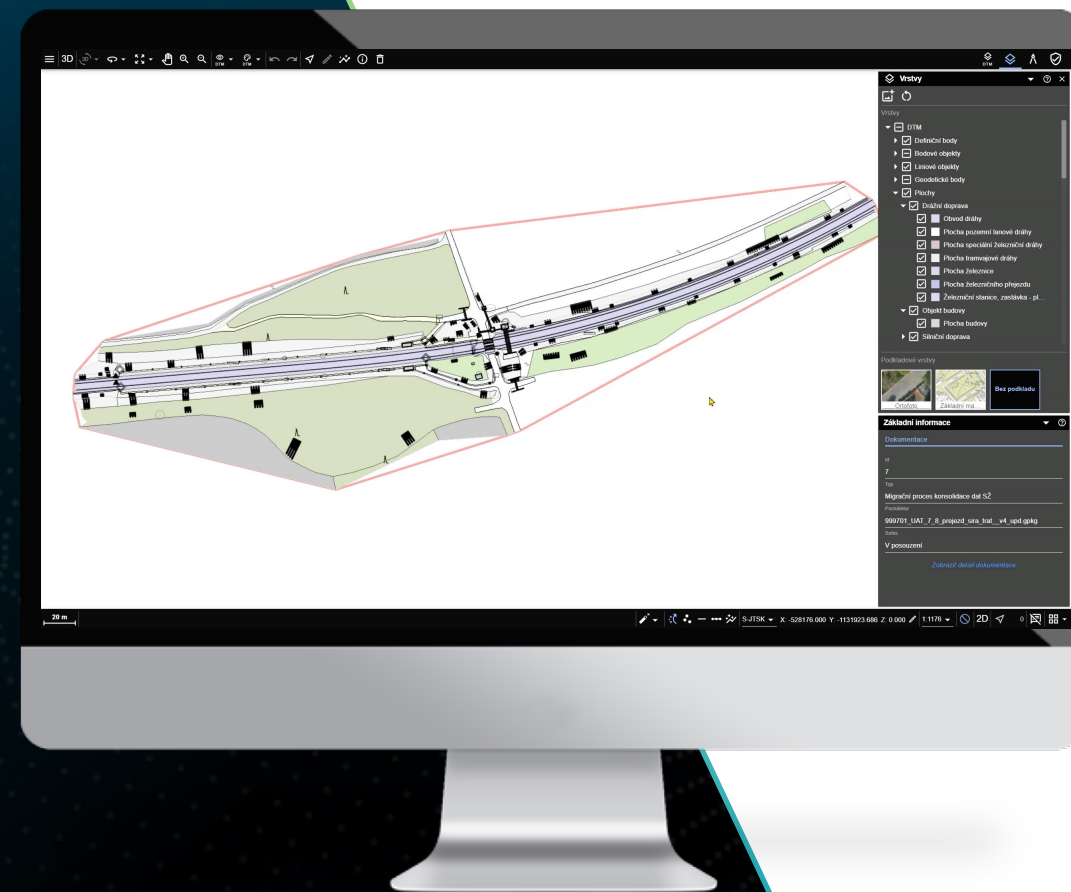 3D
3D
DTM
DTM
DTM
Vrstvy
Vrstvy
DTM
Definiční body
Bodové objekty
Liniové objekty
Geodetické body
Plochy
Drážní doprava
Obvod dráhy
Plocha pozemní lanové dráhy
Plocha speciální železniční dráhy
Plocha tramvajové dráhy
Plocha železnice
Plocha železničního přejezdu
Železniční stanice, zastávka - pl...
Objekt budovy
Plocha budovy
Silniční doprava
Podkladové vrstvy
Ortofoto
Základní ma...
Bez podkladu
Základní informace
Dokumentace
Id
7
Typ
Migrační proces konsolidace dat SŽ
Poznámka
999701_UAT_7_8_prejezd_sira_trat__v4_upd.gpkg
Status
V posouzení
Zobrazit detail dokumentace
20 m
S-JTSK X: -528176.000 Y: -1131923.686 Z: 0.000 1:1176 2D 0